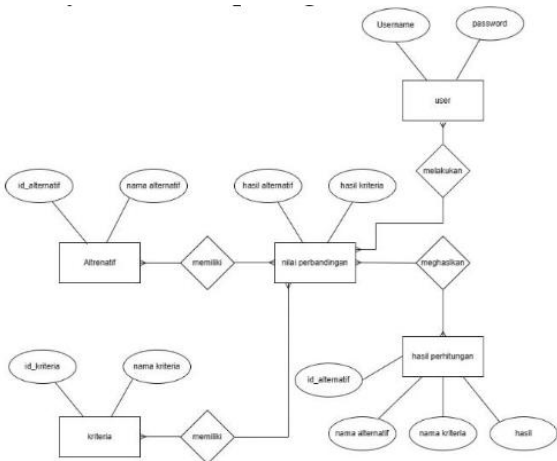 Username
password
user
melakukan
id_alternatif
nama alternatif
hasil alternatif
hasil kriteria
Altrenatif
memiliki
nilai perbandingan
meghasilkan
id_kriteria
nama kriteria
hasil perhitungan
id_alternatif
kriteria
memiliki
nama alternatif
nama kriteria
hasil